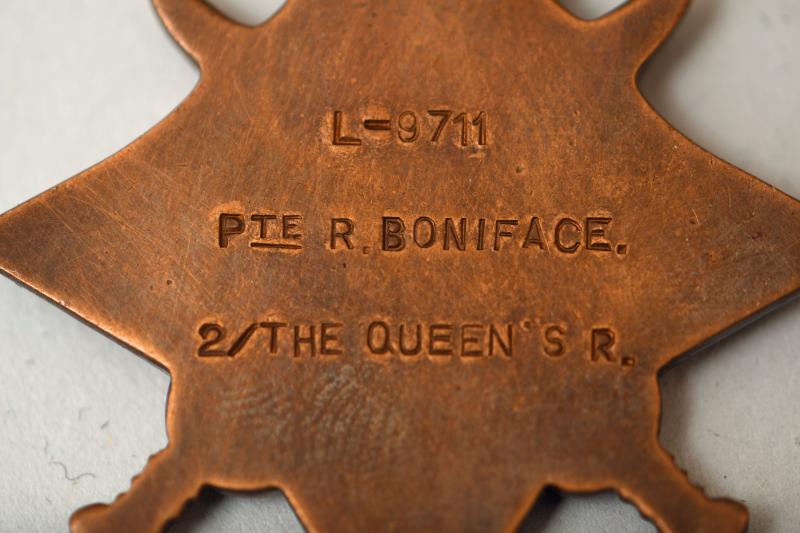 L-9711
PTE R. BONIFACE.
2/THE QUEEN'S R.